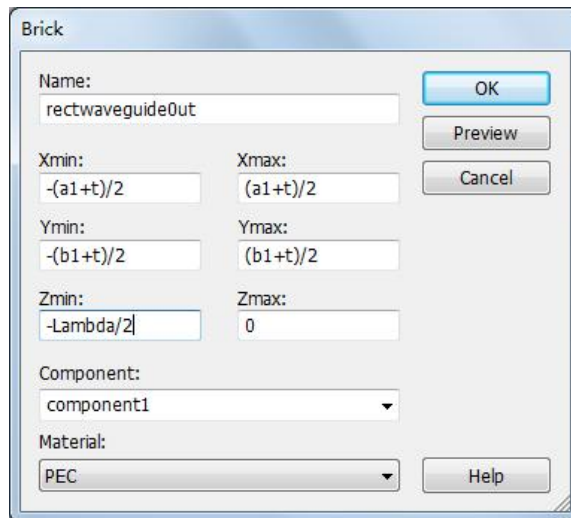 Brick
Name:
rectwaveguide0ut
OK
Preview
Cancel
Xmin:
Xmax:
-(a1+t)/2
(a1+t)/2
Ymin:
Ymax:
-(b1+t)/2
(b1+t)/2
Zmin:
Zmax:
-Lambda/2
0
Component:
component1
Material:
PEC
Help